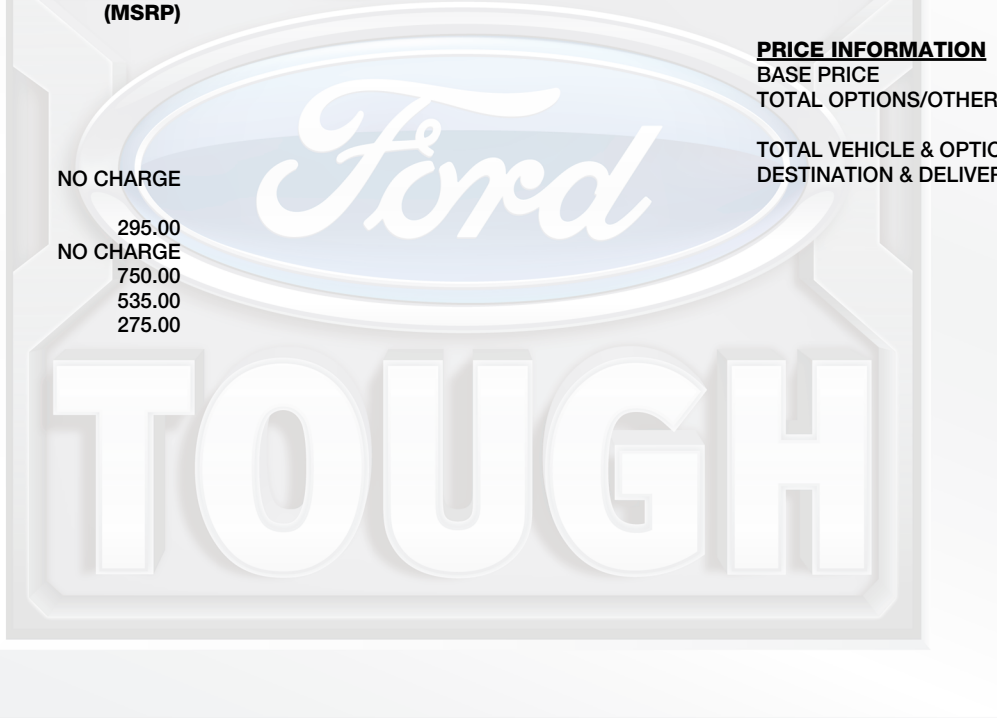 (MSRP)
NO CHARGE
295.00
NO CHARGE
750.00
535.00
275.00
PRICE INFORMATION
BASE PRICE
TOTAL OPTIONS/OTHER
TOTAL VEHICLE & OPTIO
DESTINATION & DELIVER
Ford
TOUGH